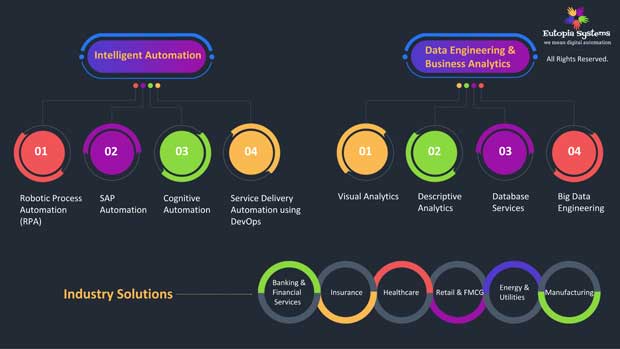 Eutopia Systems
we mean digital automation
All Rights Reserved.
Intelligent Automation
Data Engineering &
Business Analytics
01
02
03
04
01
02
03
04
Robotic Process
Automation
(RPA)
SAP
Automation
Cognitive
Automation
Service Delivery
Automation using
DevOps
Visual Analytics
Descriptive
Analytics
Database
Services
Big Data
Engineering
Industry Solutions
Banking &
Financial
Services
Insurance
Healthcare
Retail & FMCG
Energy &
Utilities
Manufacturing